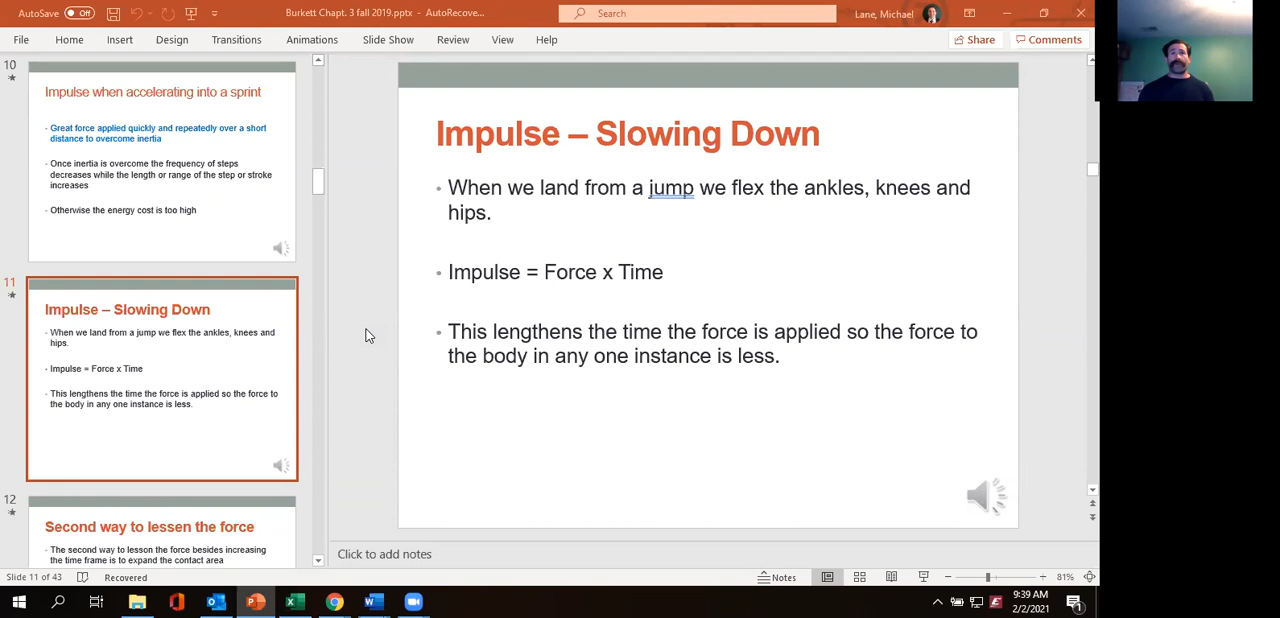 AutoSave Off
Burkett Chapt. 3 fall 2019.pptx - AutoRecove...
Search
Lane, Michael
File Home Insert Design Transitions Animations Slide Show Review View Help
Share Comments
10
Impulse when accelerating into a sprint
Great force applied quickly and repeatedly over a short
distance to overcome inertia
Once inertia is overcome the frequency of steps
decreases while the length or range of the step or stroke
increases
Otherwise the energy cost is too high
11
Impulse – Slowing Down
When we land from a jump we flex the ankles, knees and
hips.
Impulse = Force x Time
This lengthens the time the force is applied so the force to
the body in any one instance is less.
12
Second way to lessen the force
The second way to lesson the force besides increasing
the time frame is to expand the contact area
Impulse – Slowing Down
• When we land from a jump we flex the ankles, knees and
hips.
• Impulse = Force x Time
• This lengthens the time the force is applied so the force to
the body in any one instance is less.
Click to add notes
Slide 11 of 43 Recovered Notes 81%
9:39 AM
2/2/2021